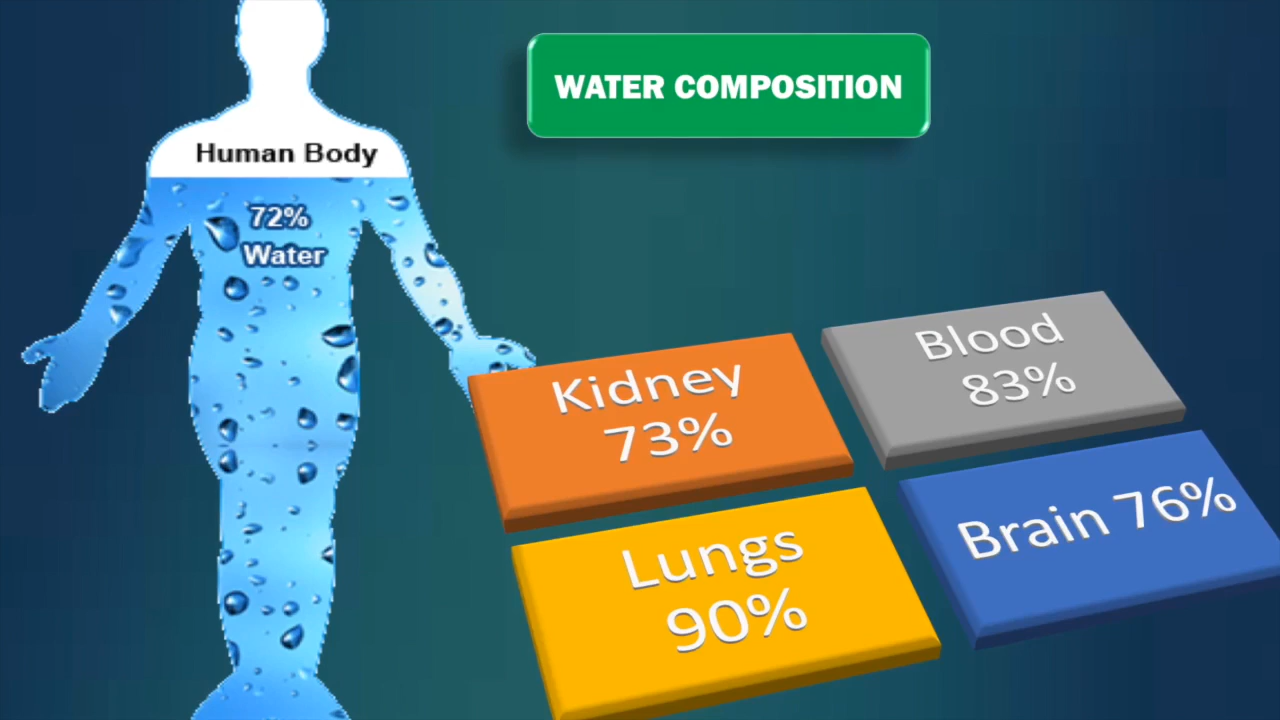 WATER COMPOSITION
Human Body
72%
Water
Kidney
73%
Blood
83%
Lungs
90%
Brain 76%